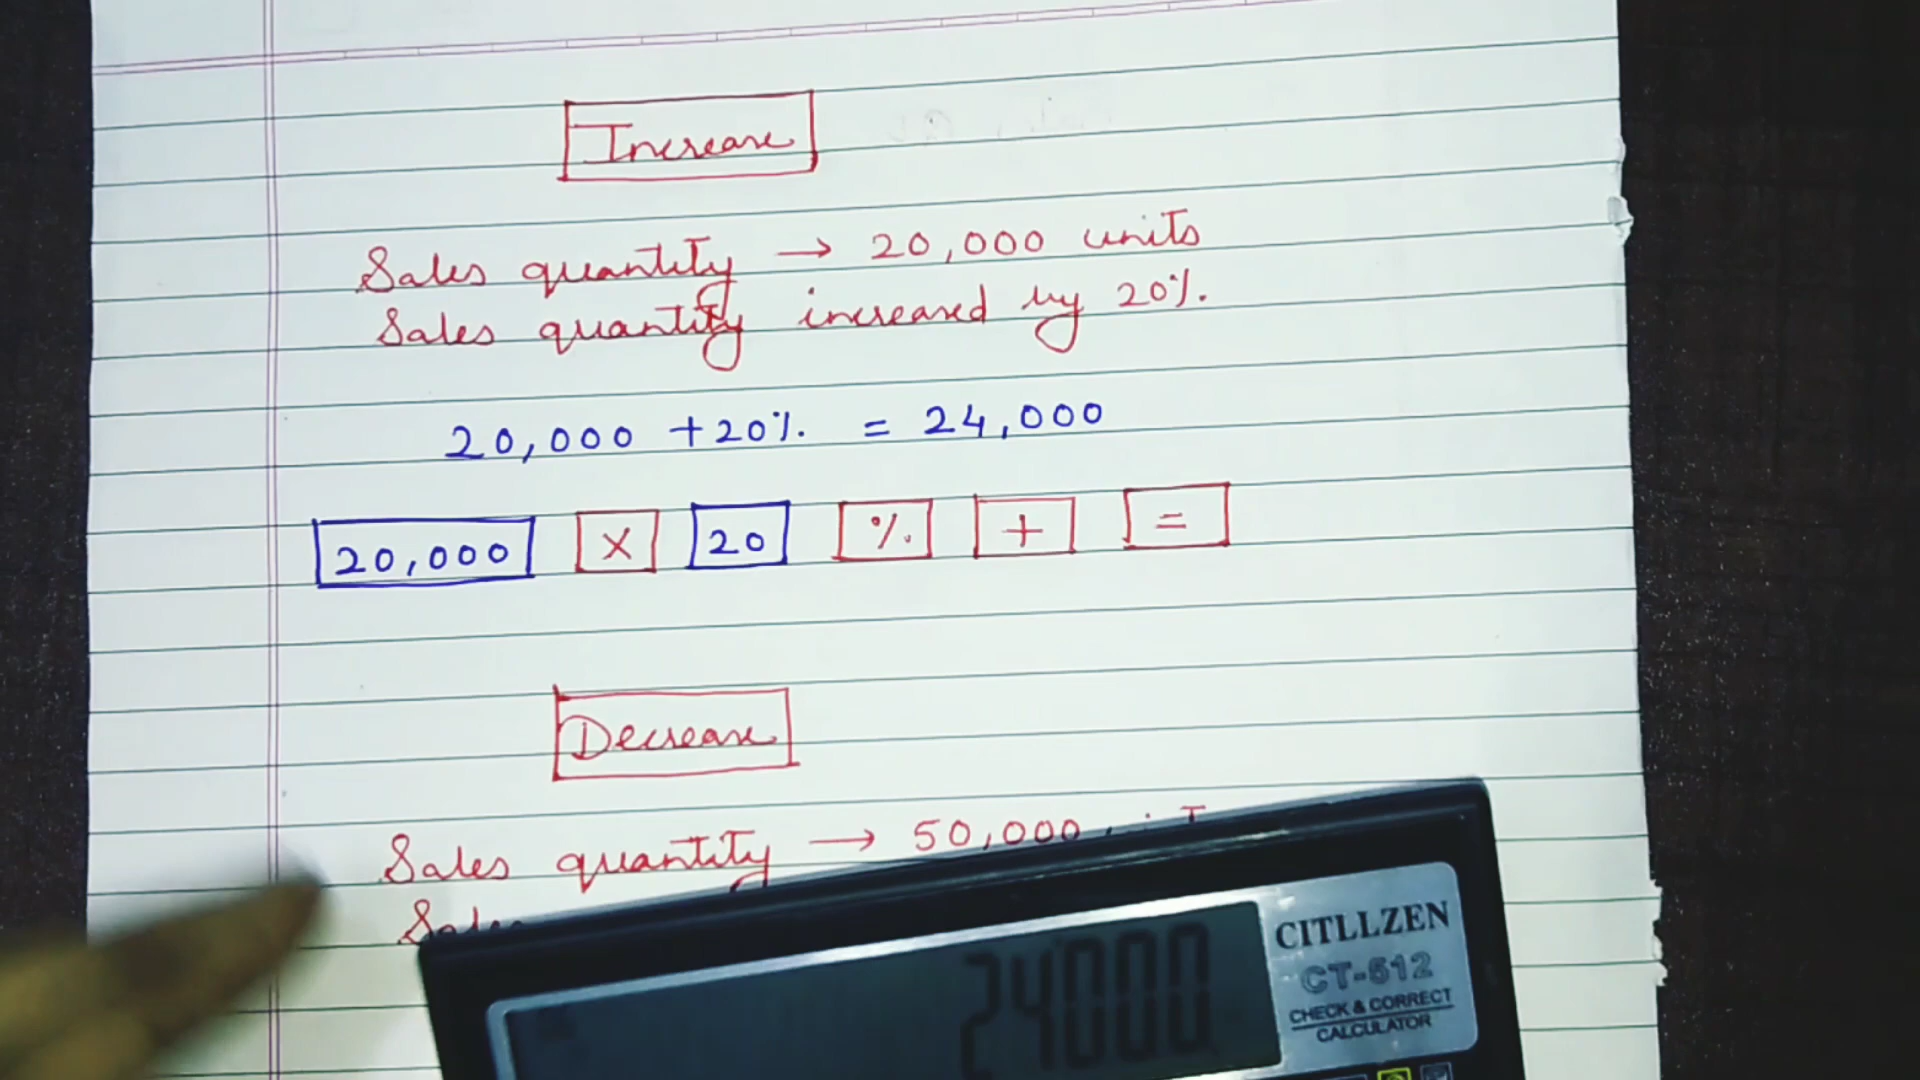 Increase
Sales quantity → 20,000 units
Sales quantity increased by 20%.
20,000 +20% = 24,000
20,000 × 20 % + =
Decrease
Sales quantity → 50,000
Sales
24000
CITLLZEN
CT-512
CHECK & CORRECT
CALCULATOR